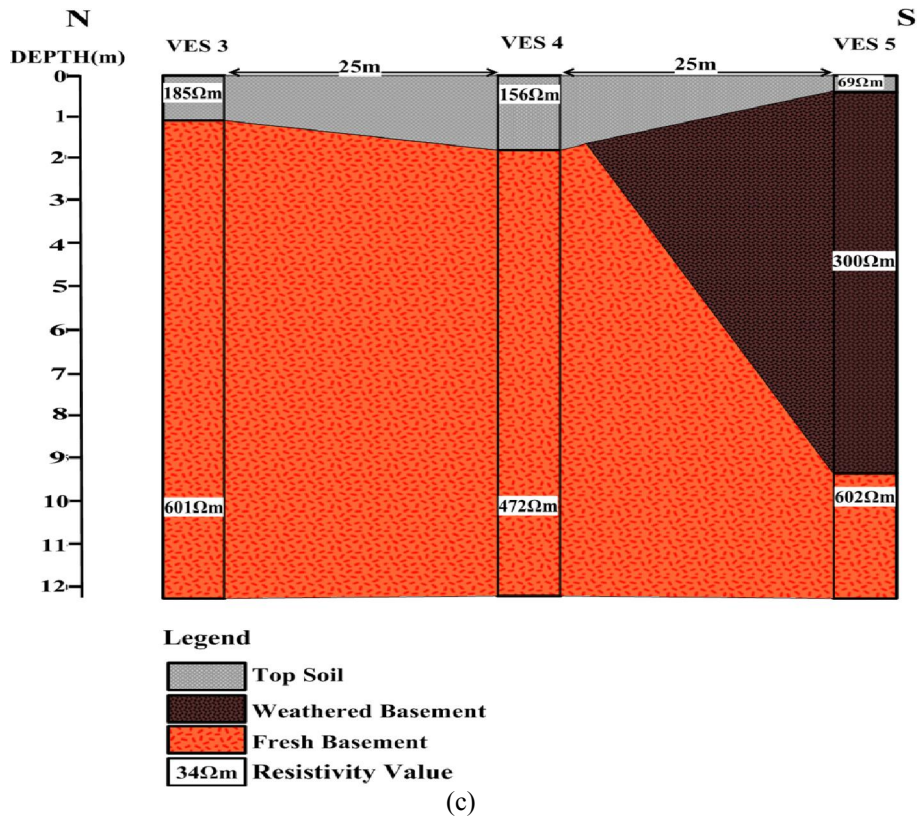 N S
VES 3 VES 4 VES 5
DEPTH(m)
25m 25m
0
185Ωm 156Ωm 69Ωm
1
2
3
4
300Ωm
5
6
7
8
9
10
601Ωm 472Ωm 602Ωm
11
12
Legend
Top Soil
Weathered Basement
Fresh Basement
34Ωm Resistivity Value
(c)